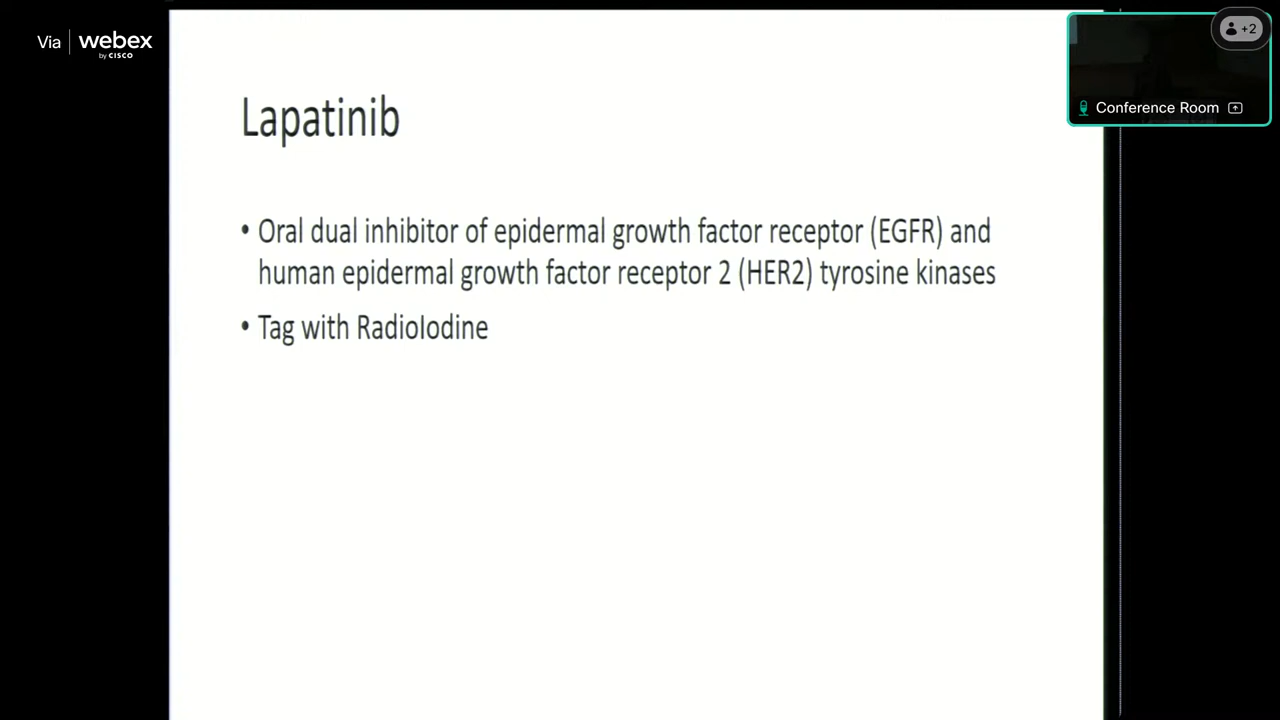 Via webex
by CISCO
+2
Conference Room
Lapatinib
• Oral dual inhibitor of epidermal growth factor receptor (EGFR) and
human epidermal growth factor receptor 2 (HER2) tyrosine kinases
• Tag with RadioIodine